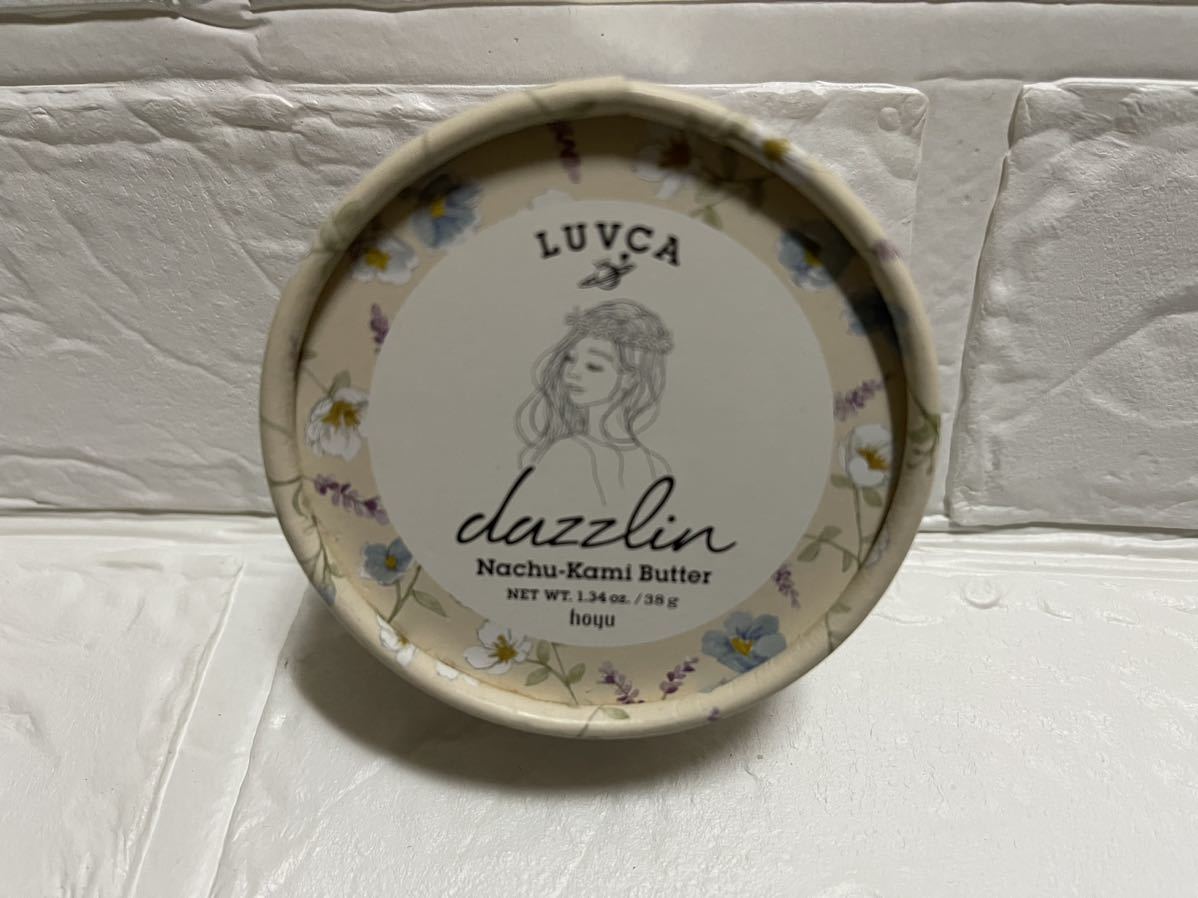 LUVCA
dazzlin
Nachu-Kami Butter
NET WT. 1.34 oz. / 38 g
hoyu